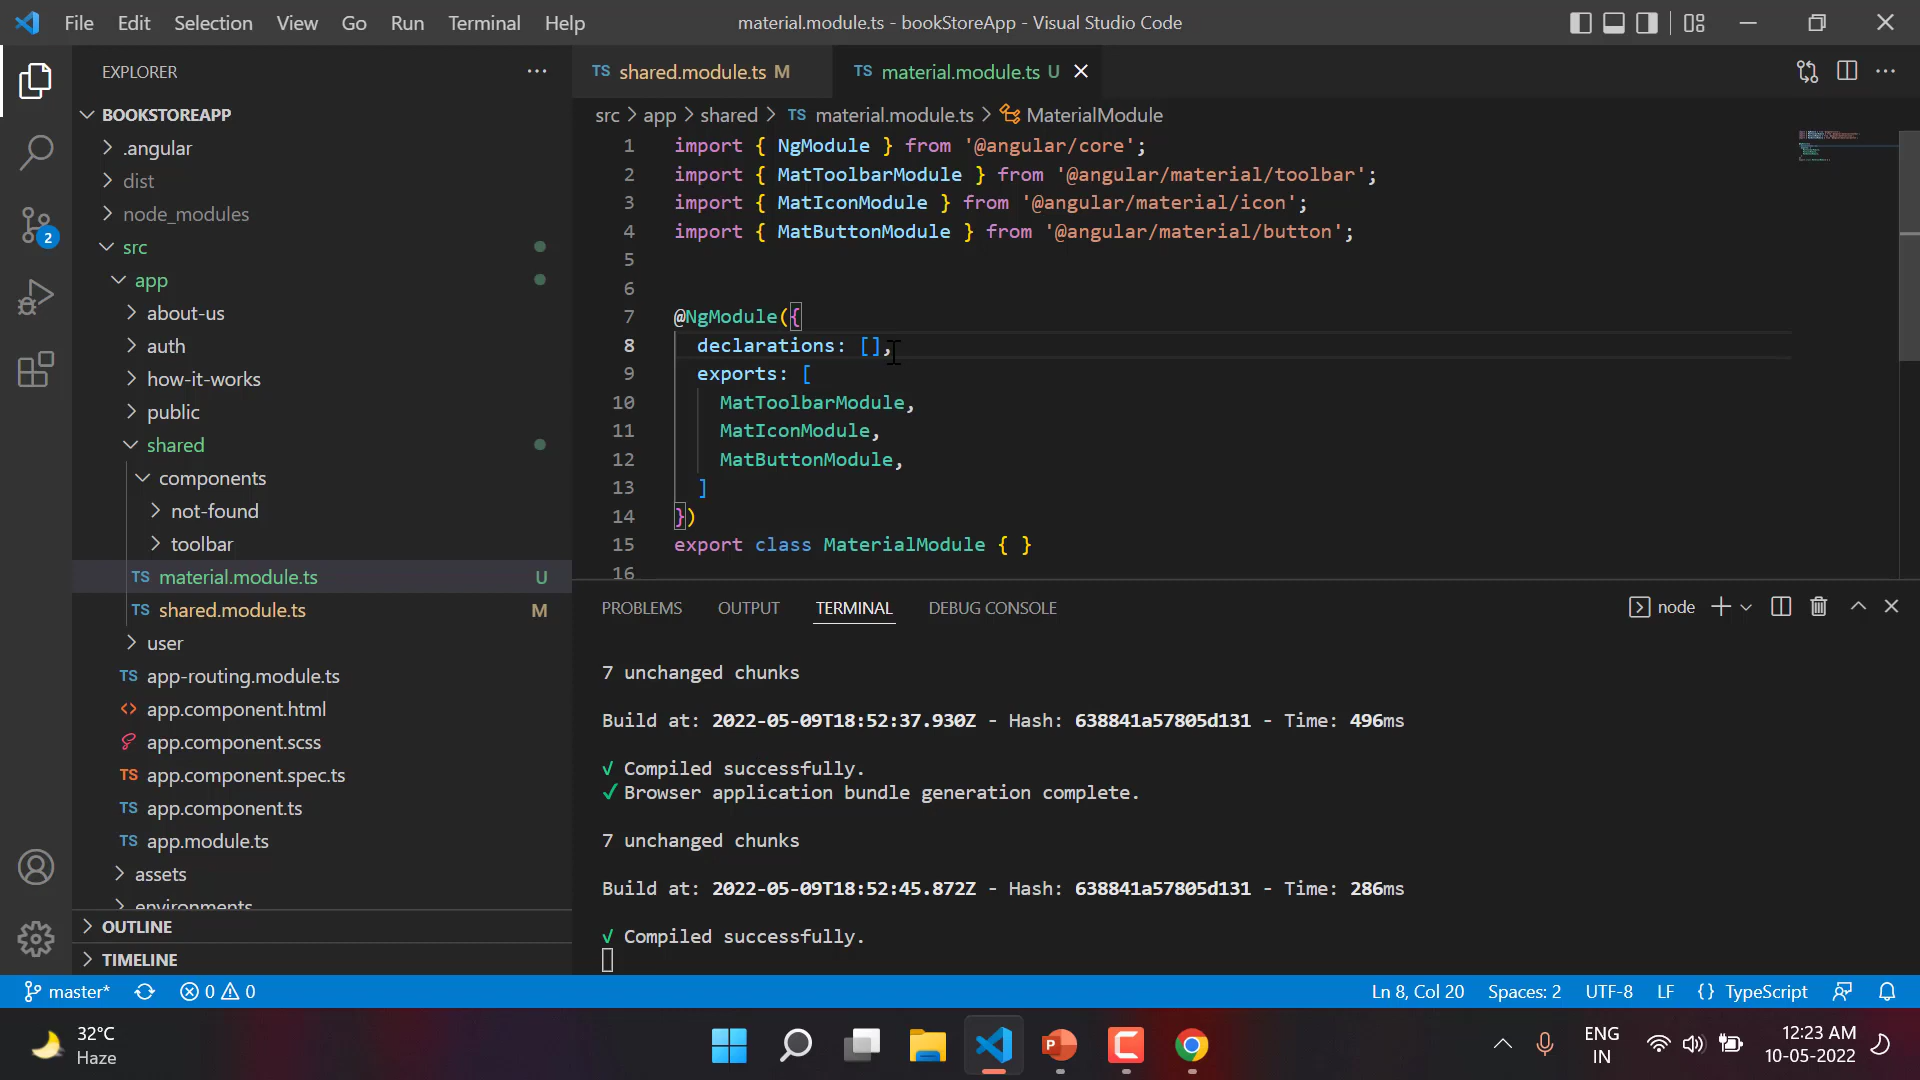 File Edit Selection View Go Run Terminal Help
material.module.ts - bookStoreApp - Visual Studio Code
EXPLORER
BOOKSTOREAPP
.angular
dist
node_modules
src
app
about-us
auth
how-it-works
public
shared
components
not-found
toolbar
TS material.module.ts U
TS shared.module.ts M
user
TS app-routing.module.ts
<> app.component.html
app.component.scss
TS app.component.spec.ts
TS app.component.ts
TS app.module.ts
assets
environments
OUTLINE
TIMELINE
2
TS shared.module.ts M
TS material.module.ts U
src > app > shared > TS material.module.ts > MaterialModule
1 import { NgModule } from '@angular/core';
2 import { MatToolbarModule } from '@angular/material/toolbar';
3 import { MatIconModule } from '@angular/material/icon';
4 import { MatButtonModule } from '@angular/material/button';
5
6
7 @NgModule({
8 declarations: [],
9 exports: [
10 MatToolbarModule,
11 MatIconModule,
12 MatButtonModule,
13 ]
14 })
15 export class MaterialModule { }
16
PROBLEMS OUTPUT TERMINAL DEBUG CONSOLE
node
7 unchanged chunks
Build at: 2022-05-09T18:52:37.930Z - Hash: 638841a57805d131 - Time: 496ms
√ Compiled successfully.
✓ Browser application bundle generation complete.
7 unchanged chunks
Build at: 2022-05-09T18:52:45.872Z - Hash: 638841a57805d131 - Time: 286ms
√ Compiled successfully.
master* 0 0
Ln 8, Col 20 Spaces: 2 UTF-8 LF {} TypeScript
32°C
Haze
P
ENG
IN
12:23 AM
10-05-2022